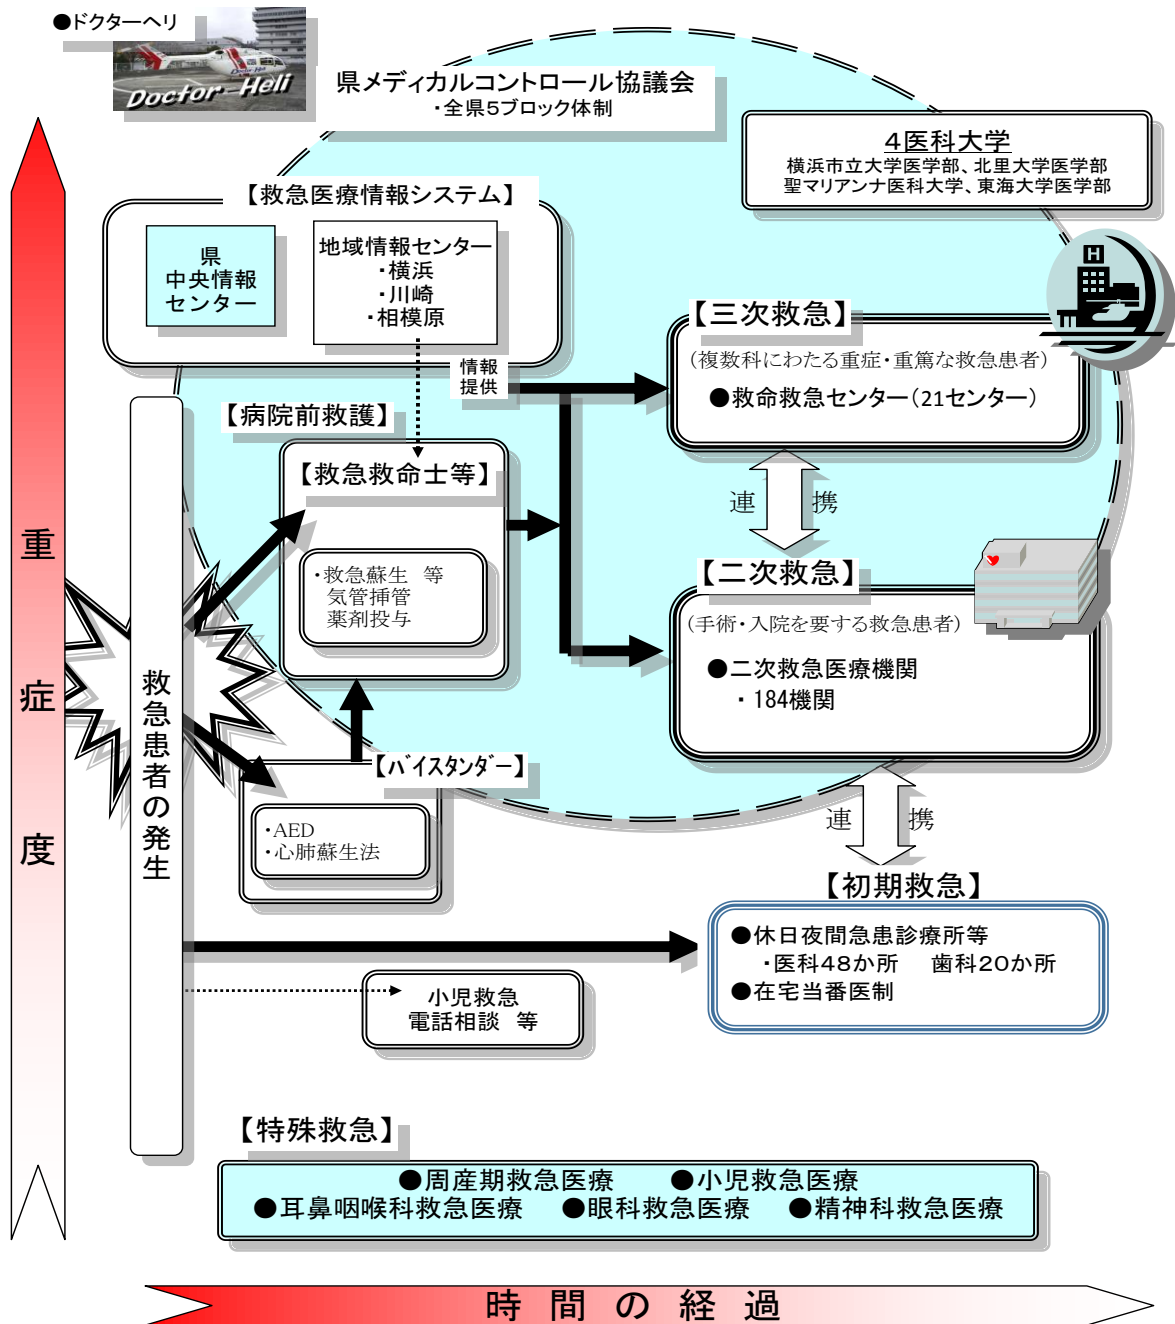 ●ドクターヘリ
Doctor-Heli
Doctor Heli
県メディカルコントロール協議会
・全県5ブロック体制
4医科大学
横浜市立大学医学部、北里大学医学部
聖マリアンナ医科大学、東海大学医学部
【救急医療情報システム】
県
中央情報
センター
地域情報センター
・横浜
・川崎
・相模原
情報
提供
H
【三次救急】
(複数科にわたる重症・重篤な救急患者)
●救命救急センター(21センター)
【病院前救護】
【救急救命士等】
・救急蘇生 等
気管挿管
薬剤投与
連 携
【二次救急】
(手術・入院を要する救急患者)
●二次救急医療機関
・184機関
重症度
救急患者の発生
【バイスタンダー】
・AED
・心肺蘇生法
連 携
【初期救急】
●休日夜間急患診療所等
・医科48か所 歯科20か所
●在宅当番医制
小児救急
電話相談 等
【特殊救急】
●周産期救急医療 ●小児救急医療
●耳鼻咽喉科救急医療 ●眼科救急医療 ●精神科救急医療
時間の経過